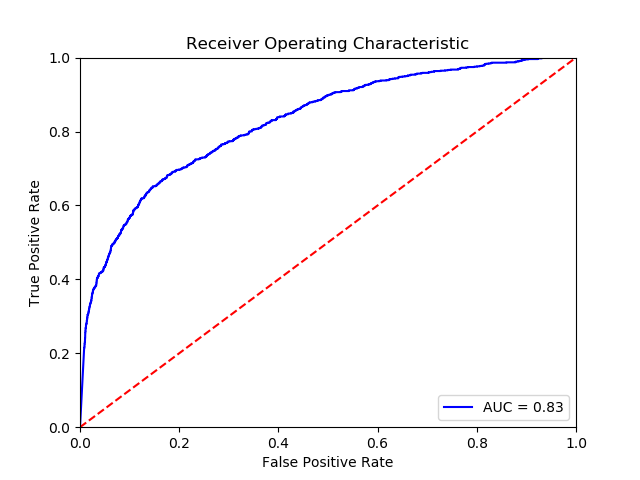 Receiver Operating Characteristic
True Positive Rate
1.0
0.8
0.6
0.4
0.2
0.0
AUC = 0.83
0.0 0.2 0.4 0.6 0.8 1.0
False Positive Rate